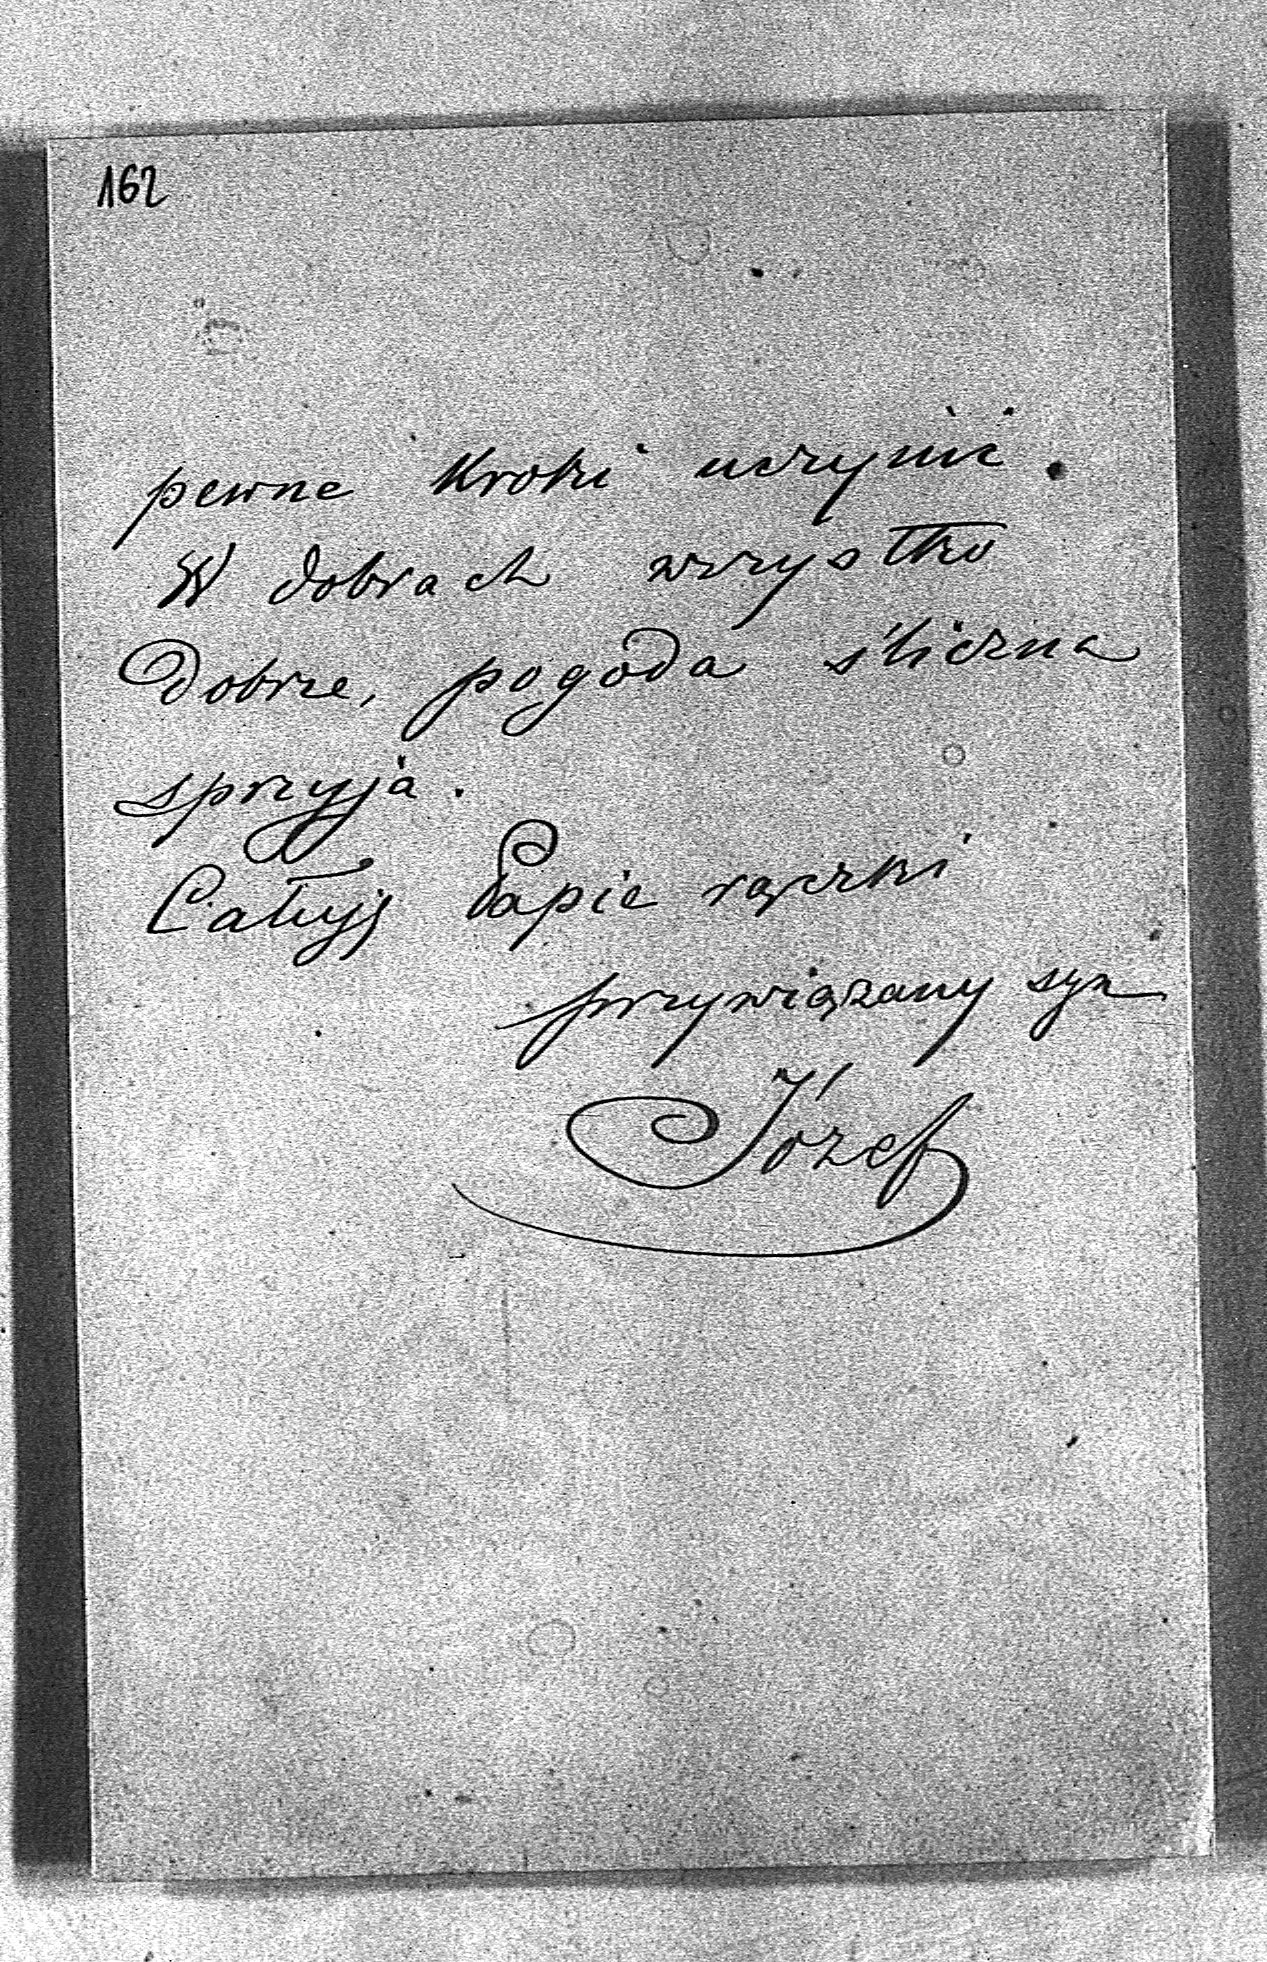 162
pewne kroki uczynić.
W dobrach wszystko
dobrze, pogoda śliczna
sprzyja.
Całuję Papie rączki
przywiązany syn
Józef